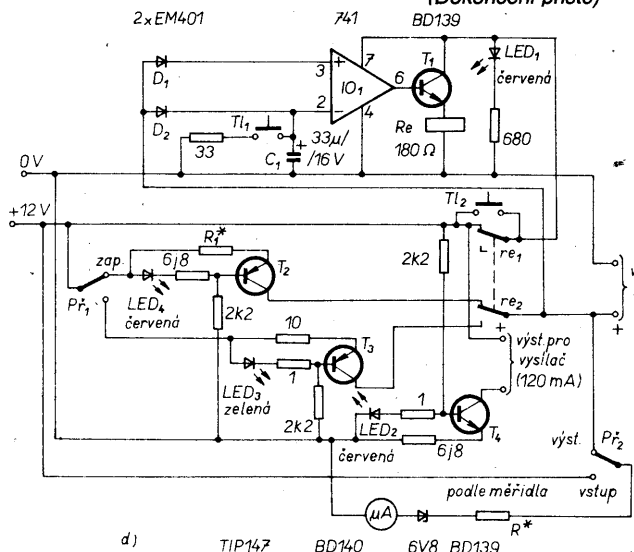 (Dokončení příště)
2xEM401 741 BD139
D1
D2
3
2
+
−
IO1
7
6
4
T1
LED1
červená
Tl1
33
+
C1
33µ/
/16V
Re
180 Ω
680
0V
+12V
Tl2
R1*
zap.
6j8
T2
2k2
re1
Př1
LED4
červená
2k2
re2
10
T3
+
výst. pro
vysílač
(120 mA)
+
LED3
zelená
1
2k2
LED2
1
T4
červená
6j8
výst.
Př2
podle měřidla
vstup
µA
R*
d) TIP147 BD140 6V8 BD139